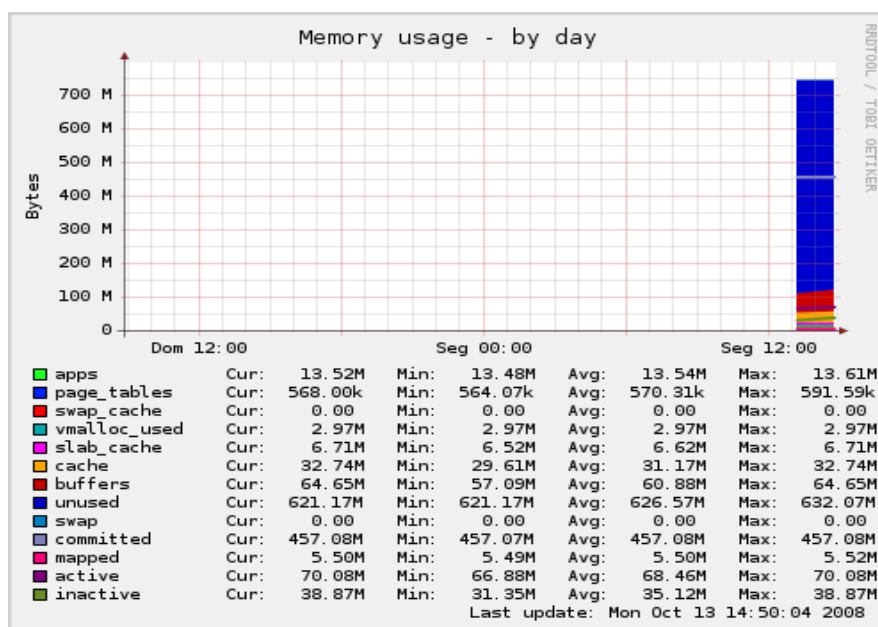 Memory usage - by day
RRDTOOL / TOBI OETIKER
Bytes
700 M
600 M
500 M
400 M
300 M
200 M
100 M
0
Dom 12:00 Seg 00:00 Seg 12:00
apps Cur: 13.52M Min: 13.48M Avg: 13.54M Max: 13.61M
page_tables Cur: 568.00k Min: 564.07k Avg: 570.31k Max: 591.59k
swap_cache Cur: 0.00 Min: 0.00 Avg: 0.00 Max: 0.00
vmalloc_used Cur: 2.97M Min: 2.97M Avg: 2.97M Max: 2.97M
slab_cache Cur: 6.71M Min: 6.52M Avg: 6.62M Max: 6.71M
cache Cur: 32.74M Min: 29.61M Avg: 31.17M Max: 32.74M
buffers Cur: 64.65M Min: 57.09M Avg: 60.88M Max: 64.65M
unused Cur: 621.17M Min: 621.17M Avg: 626.57M Max: 632.07M
swap Cur: 0.00 Min: 0.00 Avg: 0.00 Max: 0.00
committed Cur: 457.08M Min: 457.07M Avg: 457.08M Max: 457.08M
mapped Cur: 5.50M Min: 5.49M Avg: 5.50M Max: 5.52M
active Cur: 70.08M Min: 66.88M Avg: 68.46M Max: 70.08M
inactive Cur: 38.87M Min: 31.35M Avg: 35.12M Max: 38.87M
Last update: Mon Oct 13 14:50:04 2008